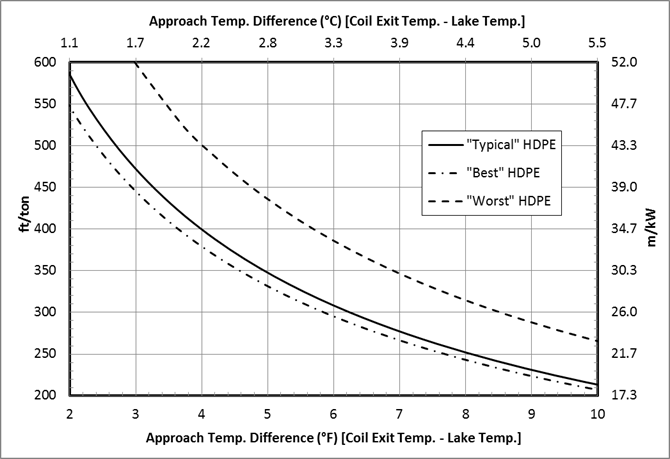 Approach Temp. Difference (°C) [Coil Exit Temp. - Lake Temp.]
1.1 1.7 2.2 2.8 3.3 3.9 4.4 5.0 5.5
600 52.0
550 47.7
500 43.3
450 39.0
400 34.7
350 30.3
300 26.0
250 21.7
200 17.3
ft/ton
m/kW
"Typical" HDPE
"Best" HDPE
"Worst" HDPE
2 3 4 5 6 7 8 9 10
Approach Temp. Difference (°F) [Coil Exit Temp. - Lake Temp.]